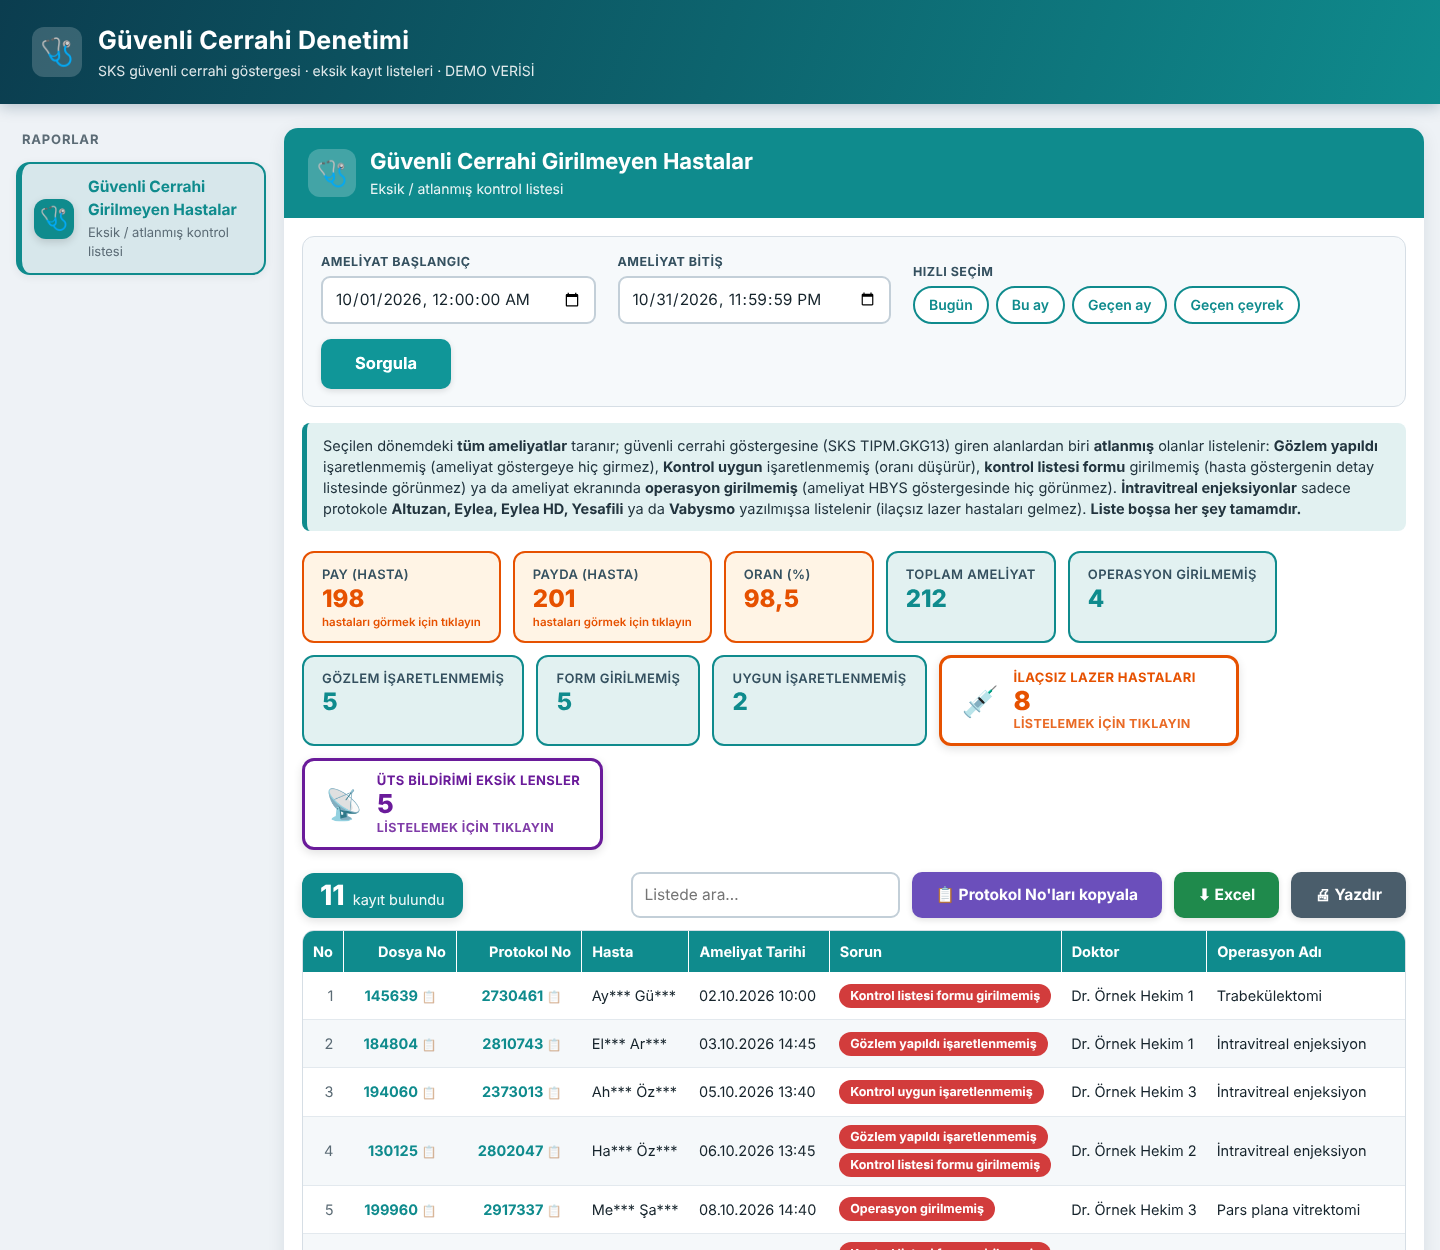 Güvenli Cerrahi Denetimi
SKS güvenli cerrahi göstergesi · eksik kayıt listeleri · DEMO VERİSİ
RAPORLAR
Güvenli Cerrahi
Girilmeyen Hastalar
Eksik / atlanmış kontrol
listesi
Güvenli Cerrahi Girilmeyen Hastalar
Eksik / atlanmış kontrol listesi
AMELİYAT BAŞLANGIÇ
10/01/2026, 12:00:00 AM
AMELİYAT BİTİŞ
10/31/2026, 11:59:59 PM
HIZLI SEÇİM
Bugün Bu ay Geçen ay Geçen çeyrek
Sorgula
Seçilen dönemdeki tüm ameliyatlar taranır; güvenli cerrahi göstergesine (SKS TIPM.GKG13) giren alanlardan biri atlanmış olanlar listelenir: Gözlem yapıldı
işaretlenmemiş (ameliyat göstergeye hiç girmez), Kontrol uygun işaretlenmemiş (oranı düşürür), kontrol listesi formu girilmemiş (hasta göstergenin detay
listesinde görünmez) ya da ameliyat ekranında operasyon girilmemiş (ameliyat HBYS göstergesinde hiç görünmez). İntravitreal enjeksiyonlar sadece
protokole Altuzan, Eylea, Eylea HD, Yesafili ya da Vabysmo yazılmışsa listelenir (ilaçsız lazer hastaları gelmez). Liste boşsa her şey tamamdır.
PAY (HASTA)
198
hastaları görmek için tıklayın
PAYDA (HASTA)
201
hastaları görmek için tıklayın
ORAN (%)
98,5
TOPLAM AMELİYAT
212
OPERASYON GİRİLMEMİŞ
4
GÖZLEM İŞARETLENMEMİŞ
5
FORM GİRİLMEMİŞ
5
UYGUN İŞARETLENMEMİŞ
2
İLAÇSIZ LAZER HASTALARI
8
LİSTELEMEK İÇİN TIKLAYIN
ÜTS BİLDİRİMİ EKSİK LENSLER
5
LİSTELEMEK İÇİN TIKLAYIN
11 kayıt bulundu
Listede ara...
Protokol No'ları kopyala
Excel
Yazdır
No Dosya No Protokol No Hasta Ameliyat Tarihi Sorun Doktor Operasyon Adı
1 145639 2730461 Ay*** Gü*** 02.10.2026 10:00 Kontrol listesi formu girilmemiş Dr. Örnek Hekim 1 Trabekülektomi
2 184804 2810743 El*** Ar*** 03.10.2026 14:45 Gözlem yapıldı işaretlenmemiş Dr. Örnek Hekim 1 İntravitreal enjeksiyon
3 194060 2373013 Ah*** Öz*** 05.10.2026 13:40 Kontrol uygun işaretlenmemiş Dr. Örnek Hekim 3 İntravitreal enjeksiyon
4 130125 2802047 Ha*** Öz*** 06.10.2026 13:45 Gözlem yapıldı işaretlenmemiş Kontrol listesi formu girilmemiş Dr. Örnek Hekim 2 İntravitreal enjeksiyon
5 199960 2917337 Me*** Şa*** 08.10.2026 14:40 Operasyon girilmemiş Dr. Örnek Hekim 3 Pars plana vitrektomi